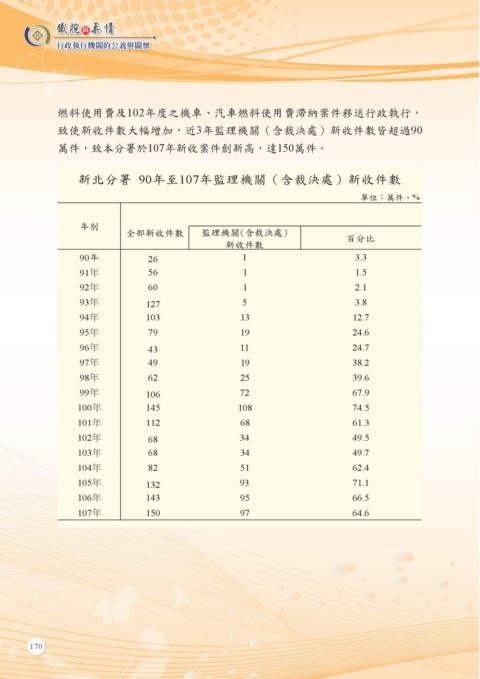 鐵腕與柔情
行政執行機關的公義與關懷
燃料使用費及102年度之機車、汽車燃料使用費滯納案件移送行政執行，
致使新收件數大幅增加，近3年監理機關（含裁決處）新收件數皆超過90
萬件，致本分署於107年新收案件創新高，達150萬件。
新北分署 90年至107年監理機關（含裁決處）新收件數
單位：萬件、%
年別 全部新收件數 監理機關(含裁決處) 新收件數 百分比
90年 26 1 3.3
91年 56 1 1.5
92年 60 1 2.1
93年 127 5 3.8
94年 103 13 12.7
95年 79 19 24.6
96年 43 11 24.7
97年 49 19 38.2
98年 62 25 39.6
99年 106 72 67.9
100年 145 108 74.5
101年 112 68 61.3
102年 68 34 49.5
103年 68 34 49.7
104年 82 51 62.4
105年 132 93 71.1
106年 143 95 66.5
107年 150 97 64.6
170